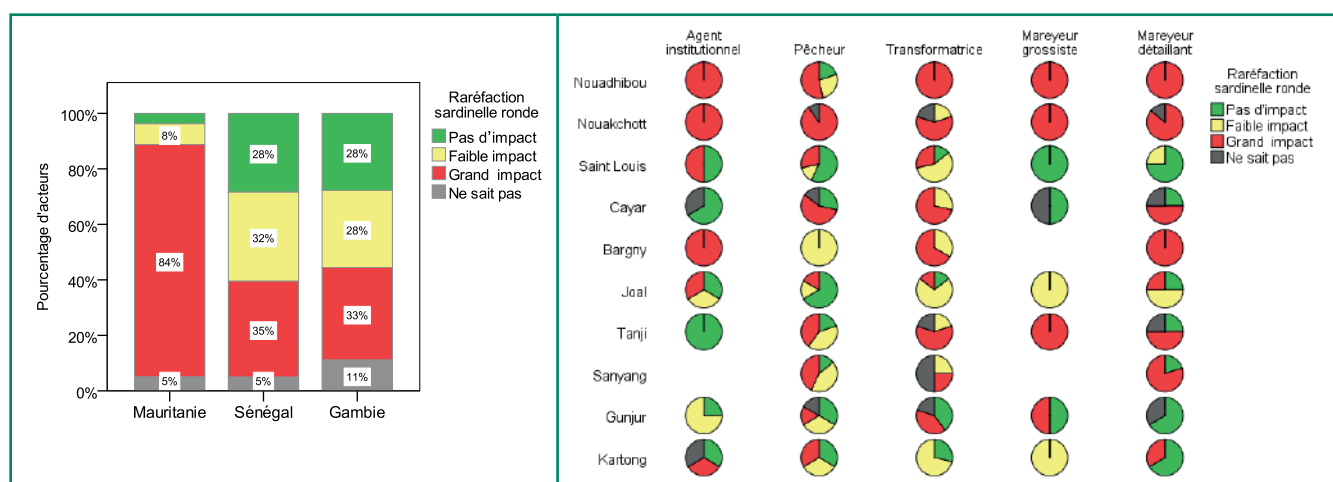 Raréfaction
sardinelle ronde
Pas d'impact
Faible impact
Grand impact
Ne sait pas
Pourcentage d'acteurs
100%
80%
60%
40%
20%
0%
8%
84%
5%
28%
32%
35%
5%
28%
28%
33%
11%
Mauritanie Sénégal Gambie
Agent
institutionnel
Pêcheur
Transformatrice
Mareyeur
grossiste
Mareyeur
détaillant
Nouadhibou
Nouakchott
Saint Louis
Cayar
Bargny
Joal
Tanji
Sanyang
Gunjur
Kartong
Raréfaction
sardinelle ronde
Pas d'impact
Faible impact
Grand impact
Ne sait pas